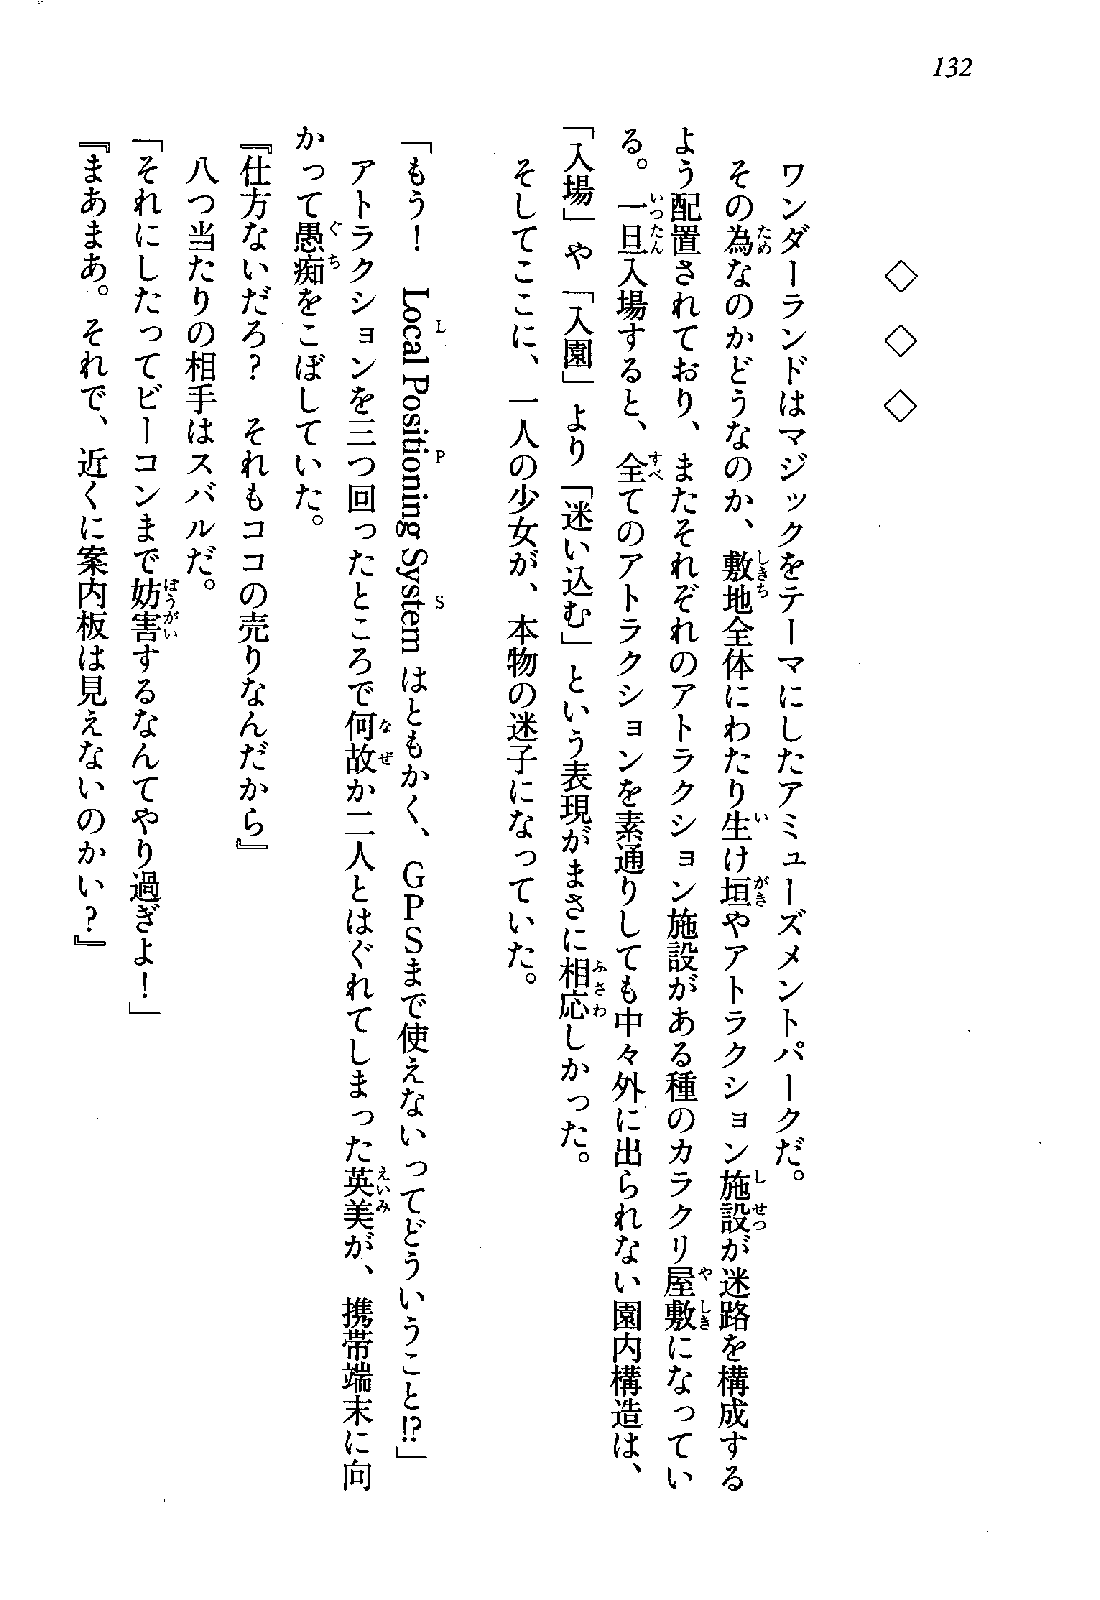 132
◇ ◇ ◇
ワンダーランドはマジックをテーマにしたアミューズメントパークだ。
その為なのかどうなのか、敷地全体にわたり生け垣やアトラクション施設が迷路を構成する
よう配置されており、またそれぞれのアトラクション施設がある種のカラクリ屋敷になってい
る。一旦入場すると、全てのアトラクションを素通りしても中々外に出られない園内構造は、
「入場」や「入園」より「迷い込む」という表現がまさに相応しかった。
そしてここに、一人の少女が、本物の迷子になっていた。
「もう！　Local Positioning Systemはともかく、GPSまで使えないってどういうこと!?」
アトラクションを三つ回ったところで何故か二人とはぐれてしまった英美が、携帯端末に向
かって愚痴をこぼしていた。
『仕方ないだろ？　それもココの売りなんだから』
八つ当たりの相手はスバルだ。
「それにしたってビーコンまで妨害するなんてやり過ぎよ！」
『まあまあ。それで、近くに案内板は見えないのかい？』